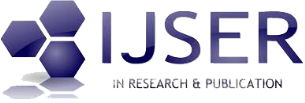 IJSER
IN RESEARCH & PUBLICATION